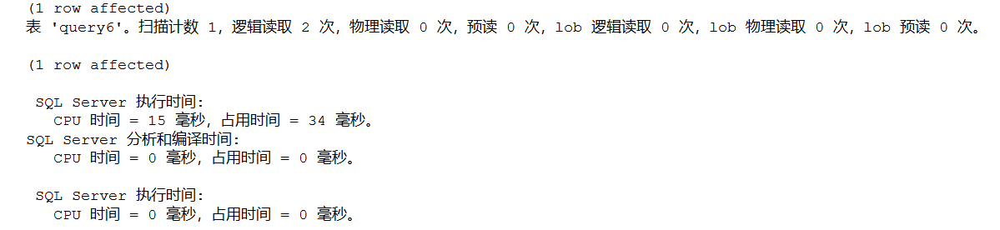 (1 row affected)
表 'query6'。扫描计数 1，逻辑读取 2 次，物理读取 0 次，预读 0 次，lob 逻辑读取 0 次，lob 物理读取 0 次，lob 预读 0 次。
(1 row affected)
SQL Server 执行时间:
CPU 时间 = 15 毫秒，占用时间 = 34 毫秒。
SQL Server 分析和编译时间:
CPU 时间 = 0 毫秒，占用时间 = 0 毫秒。
SQL Server 执行时间:
CPU 时间 = 0 毫秒，占用时间 = 0 毫秒。